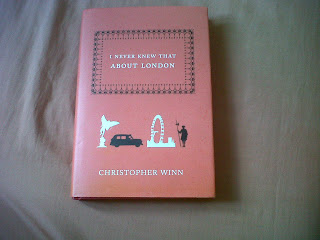 I NEVER KNEW THAT
ABOUT LONDON
CHRISTOPHER WINN